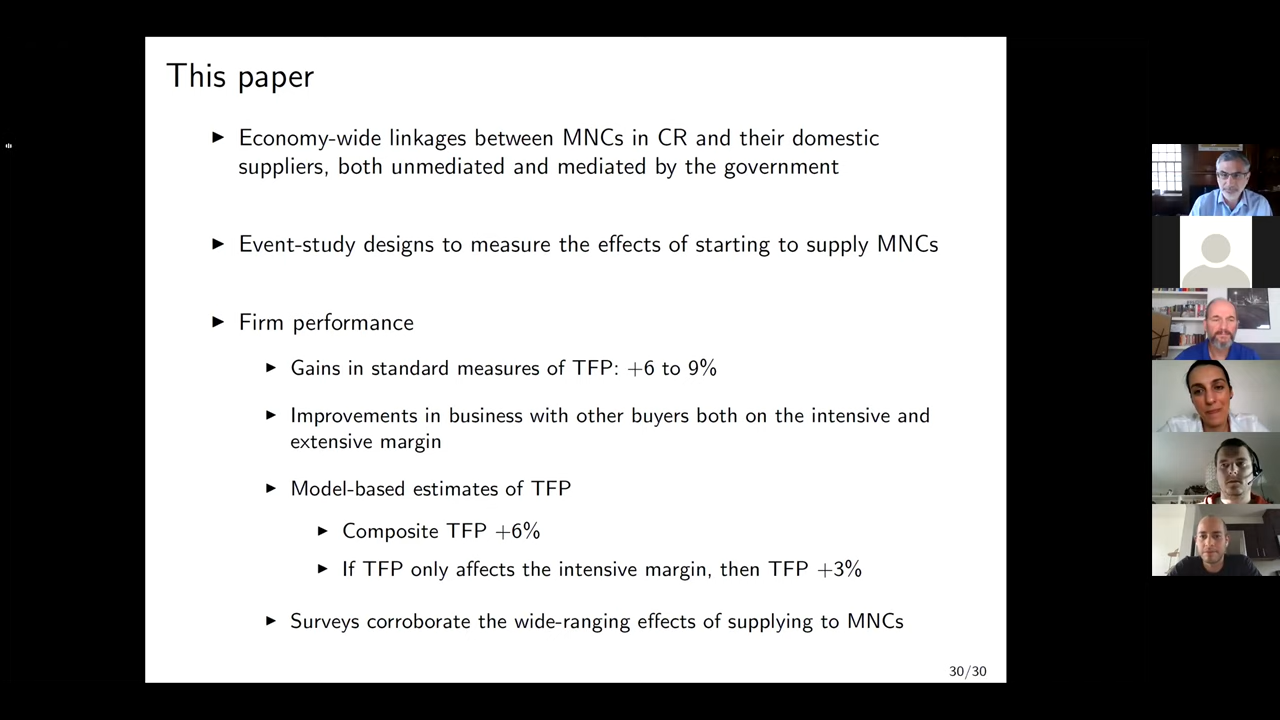 This paper
Economy-wide linkages between MNCs in CR and their domestic
suppliers, both unmediated and mediated by the government
Event-study designs to measure the effects of starting to supply MNCs
Firm performance
Gains in standard measures of TFP: +6 to 9%
Improvements in business with other buyers both on the intensive and
extensive margin
Model-based estimates of TFP
Composite TFP +6%
If TFP only affects the intensive margin, then TFP +3%
Surveys corroborate the wide-ranging effects of supplying to MNCs
30/30